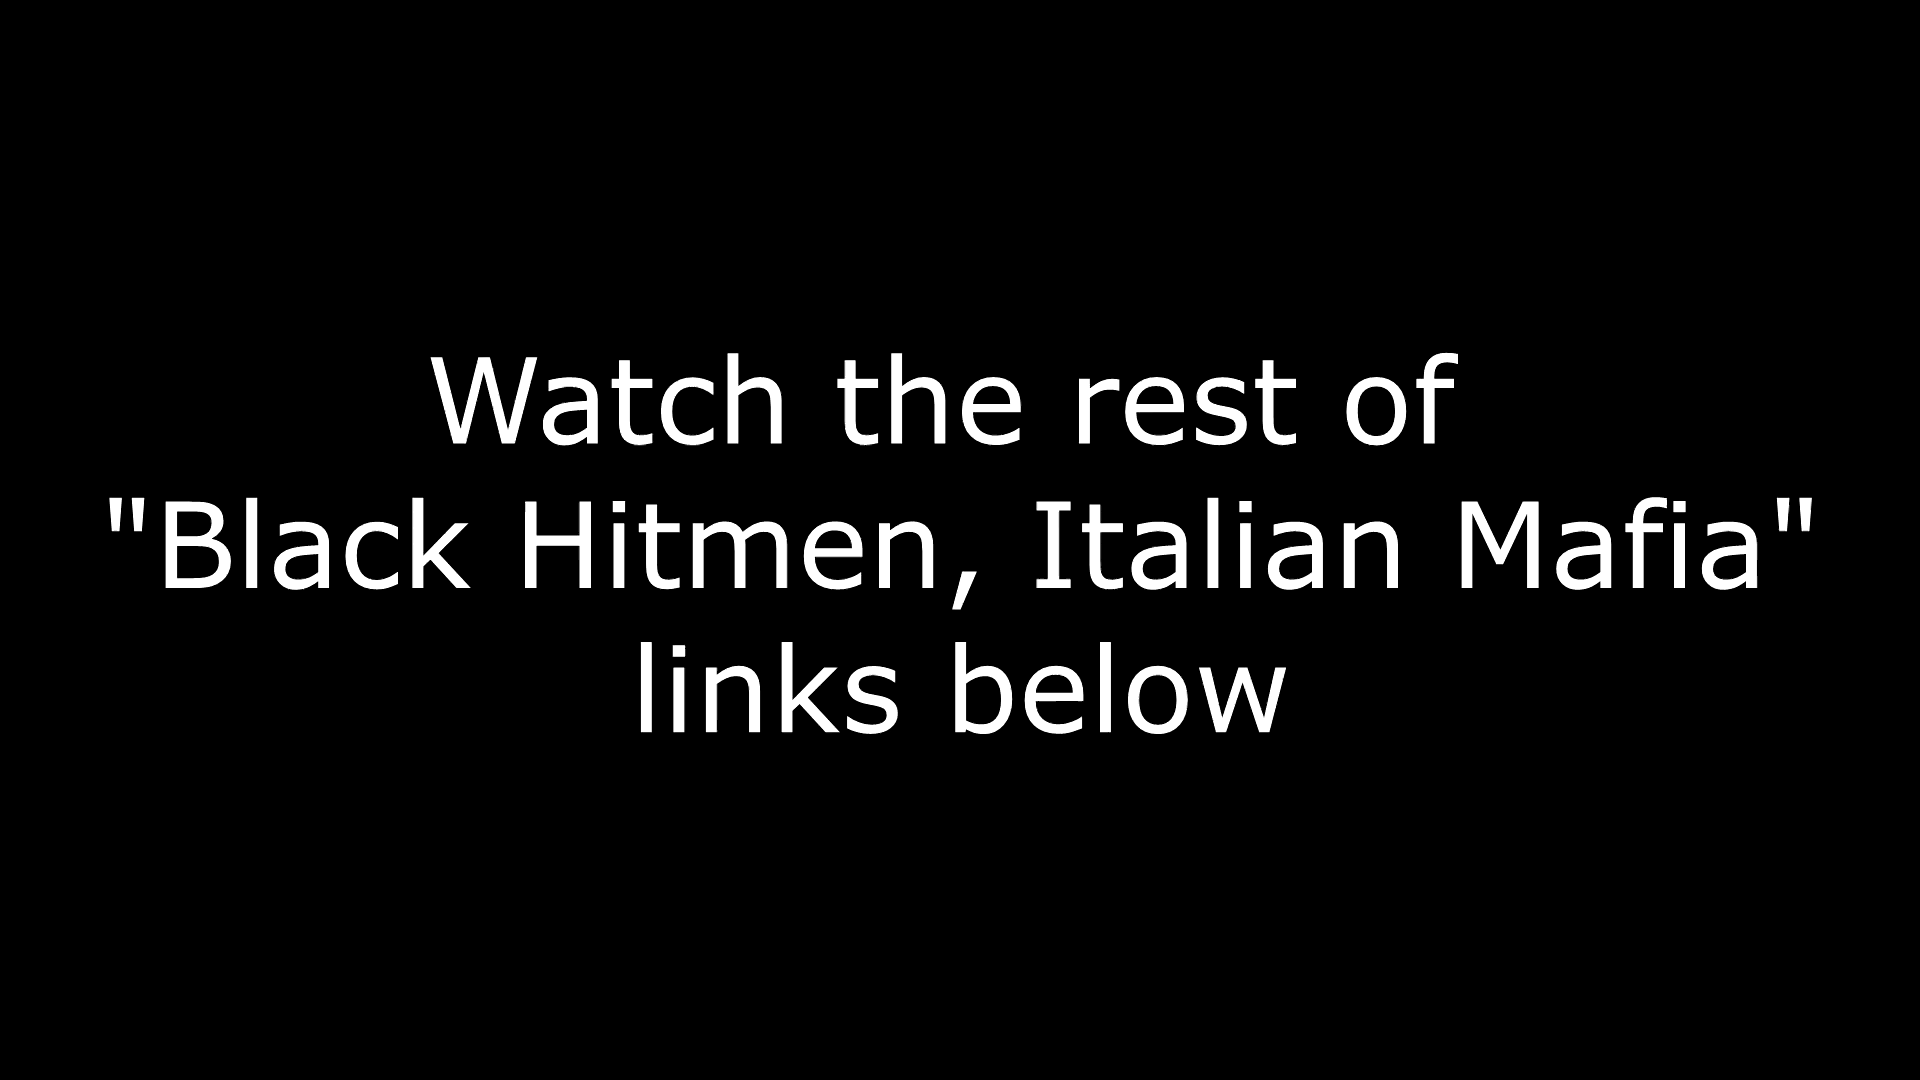 Watch the rest of
"Black Hitmen, Italian Mafia"
links below